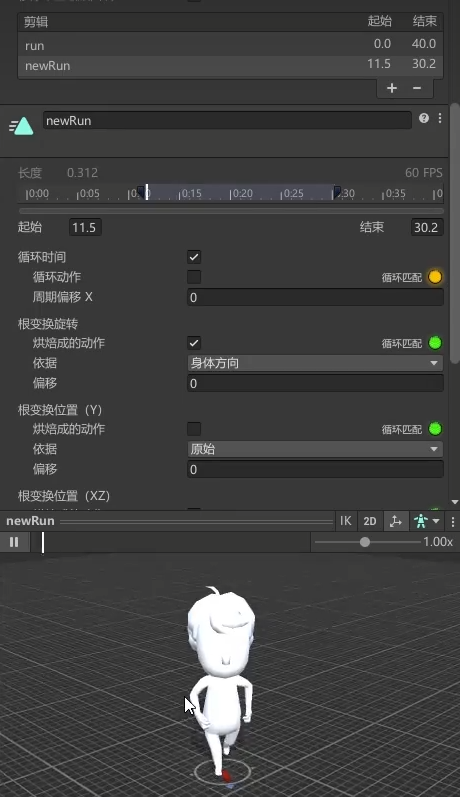 剪辑 起始 结束
run 0.0 40.0
newRun 11.5 30.2
+ −
newRun
长度 0.312 60 FPS
0:00 0:05 0:15 0:20 0:25 0:35 0
起始 11.5 结束 30.2
循环时间
循环动作 循环匹配
周期偏移 X 0
根变换旋转
烘焙成的动作 循环匹配
依据 身体方向
偏移 0
根变换位置（Y）
烘焙成的动作 循环匹配
依据 原始
偏移 0
根变换位置（XZ）
newRun IK 2D
1.00x